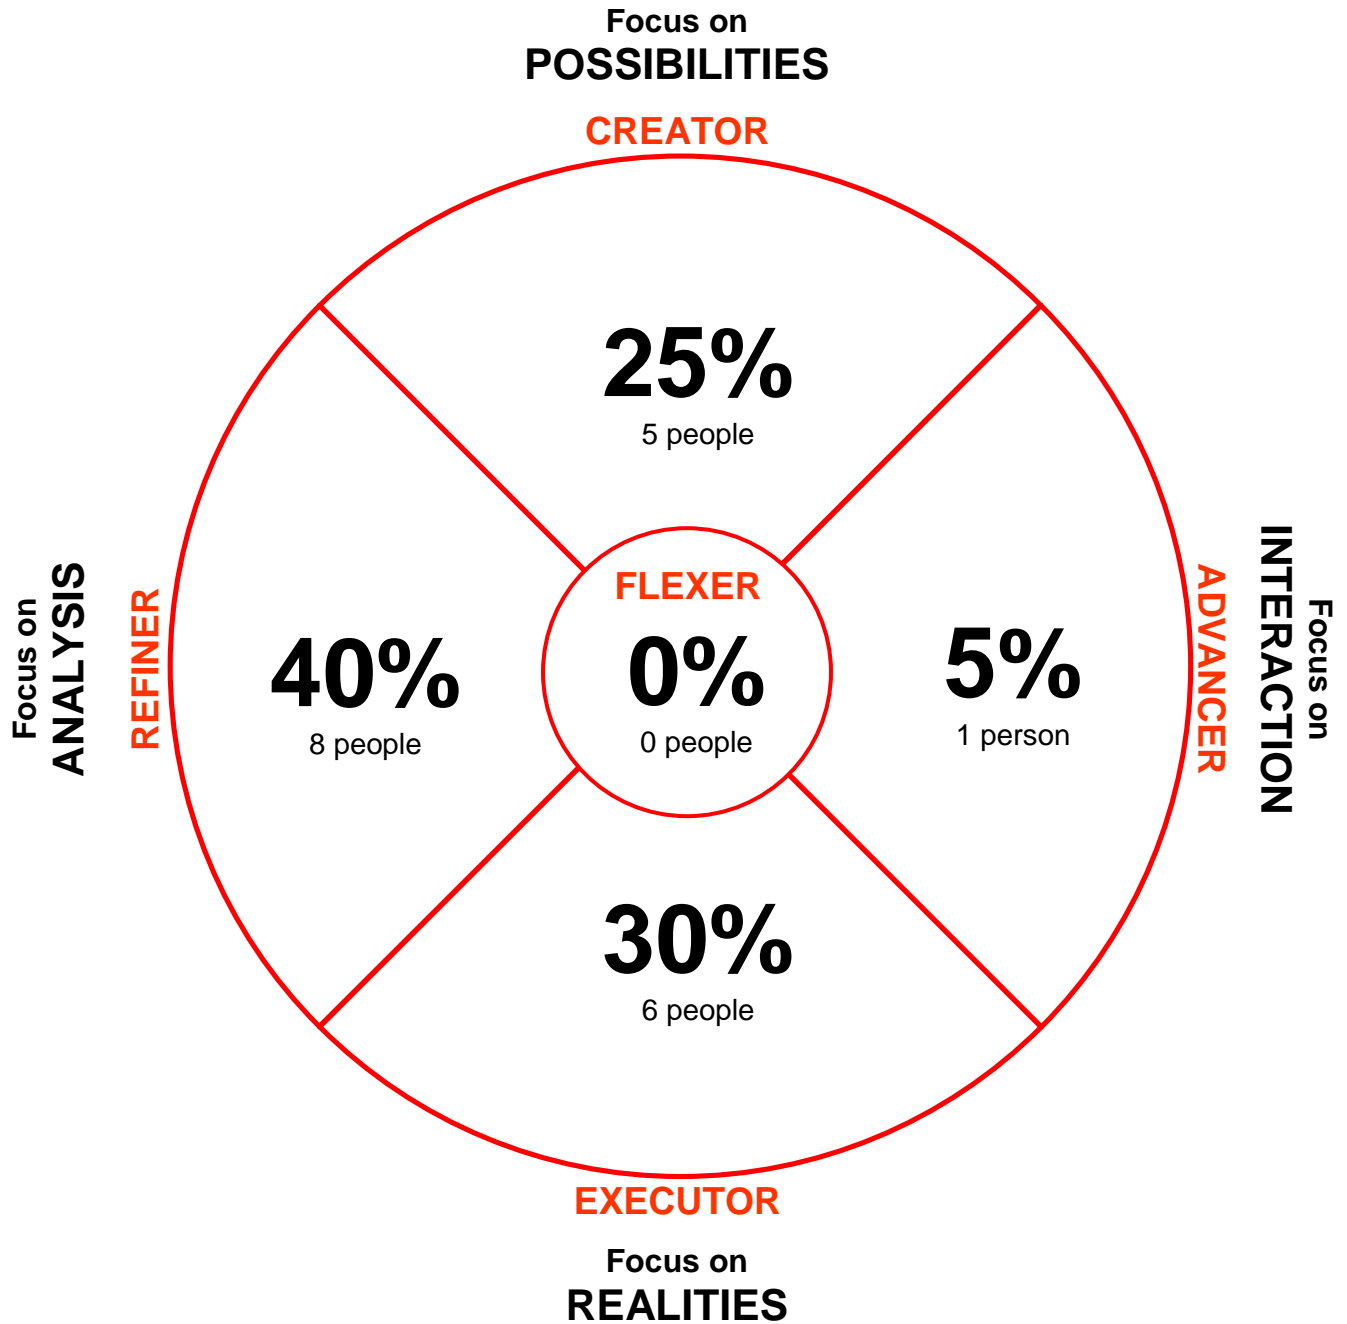 Focus on
POSSIBILITIES
CREATOR
25%
5 people
Focus on
ANALYSIS
REFINER
40%
8 people
FLEXER
0%
0 people
5%
1 person
ADVANCER
Focus on
INTERACTION
30%
6 people
EXECUTOR
Focus on
REALITIES